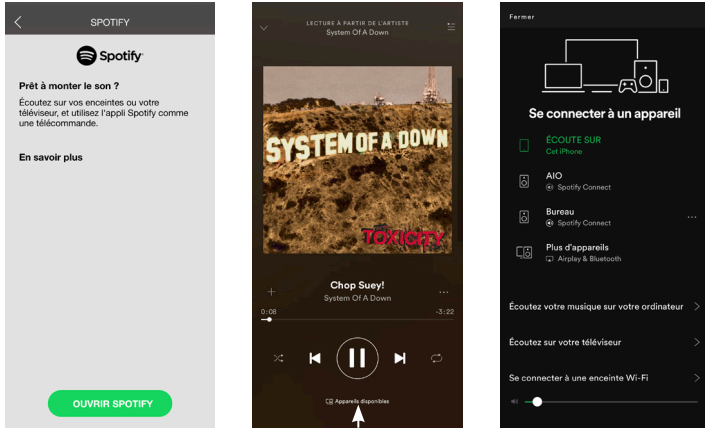 SPOTIFY
Spotify
Prêt à monter le son ?
Écoutez sur vos enceintes ou votre
téléviseur, et utilisez l'appli Spotify comme
une télécommande.
En savoir plus
OUVRIR SPOTIFY
LECTURE À PARTIR DE L'ARTISTE
System Of A Down
SYSTEM OF A DOWN
TOXICITY
Chop Suey!
System Of A Down
0:08
-3:22
Appareils disponibles
Fermer
Se connecter à un appareil
ÉCOUTE SUR
Cet iPhone
AIO
Spotify Connect
Bureau
Spotify Connect
Plus d'appareils
Airplay & Bluetooth
Écoutez votre musique sur votre ordinateur
Écoutez sur votre téléviseur
Se connecter à une enceinte Wi-Fi